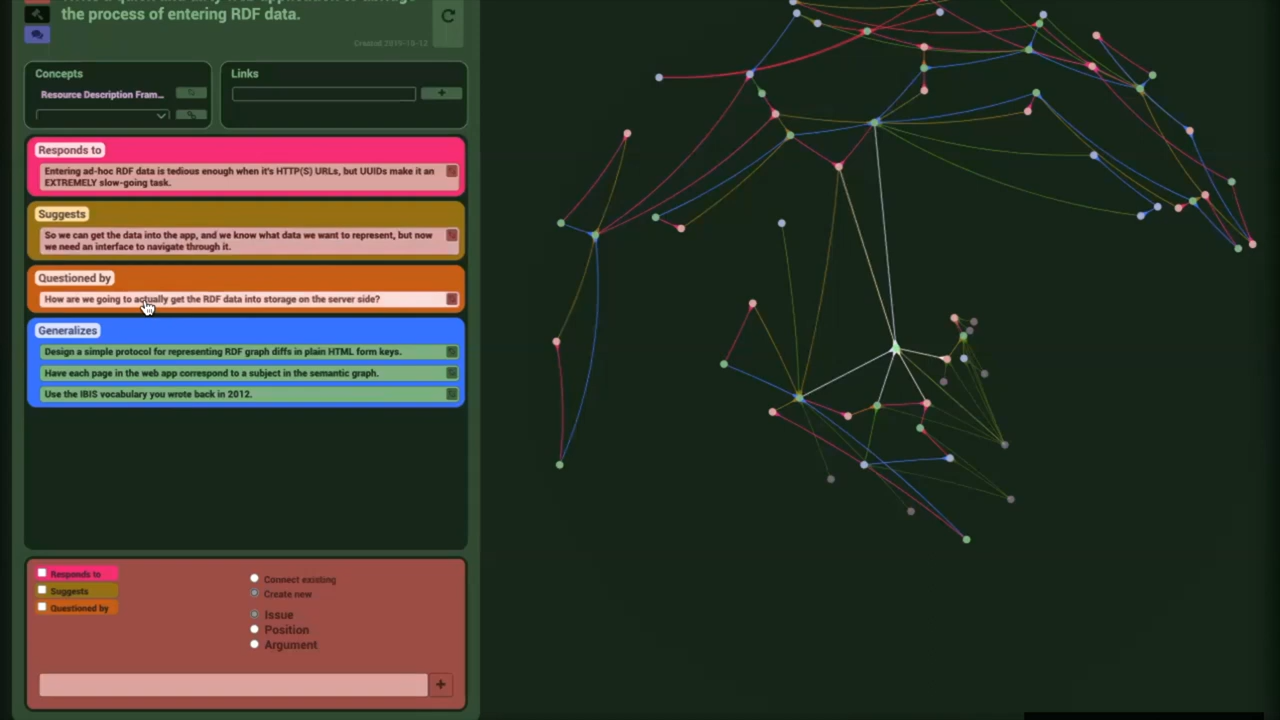 the process of entering RDF data.
Created 2019-10-12
Concepts
Links
Resource Description Fram...
+
Responds to
Entering ad-hoc RDF data is tedious enough when it's HTTP(S) URLs, but UUIDs make it an
EXTREMELY slow-going task.
Suggests
So we can get the data into the app, and we know what data we want to represent, but now
we need an interface to navigate through it.
Questioned by
How are we going to actually get the RDF data into storage on the server side?
Generalizes
Design a simple protocol for representing RDF graph diffs in plain HTML form keys.
Have each page in the web app correspond to a subject in the semantic graph.
Use the IBIS vocabulary you wrote back in 2012.
Responds to
Suggests
Questioned by
Connect existing
Create new
Issue
Position
Argument
+